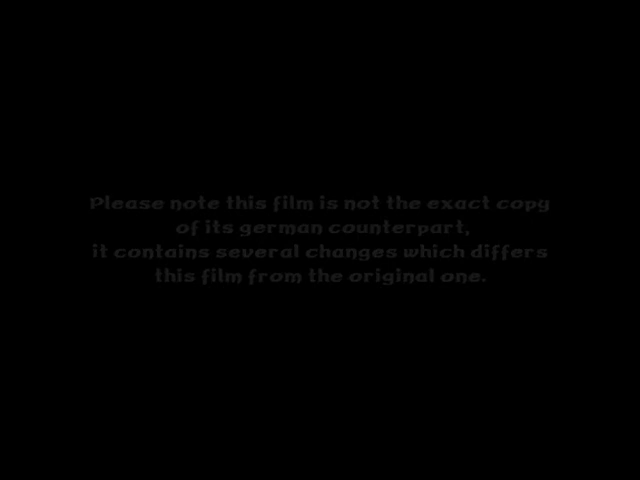 Please note this film is not the exact copy
of its german counterpart,
it contains several changes which differs
this film from the original one.